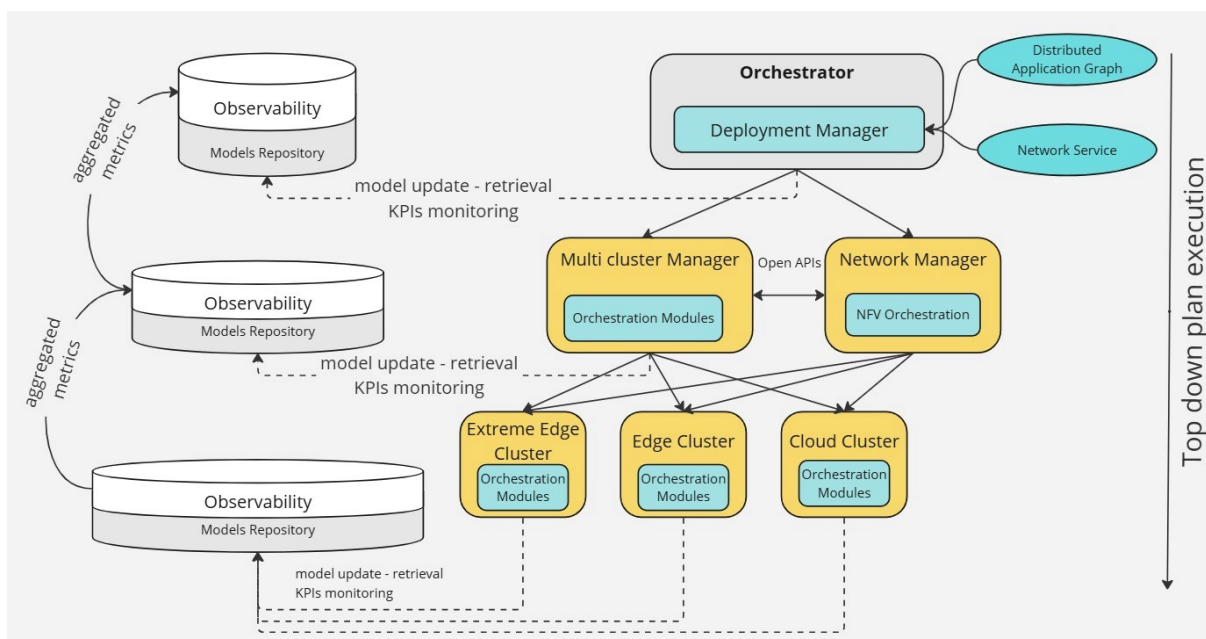 Orchestrator
Deployment Manager
Distributed
Application Graph
Network Service
Observability
Models Repository
aggregated
metrics
model update - retrieval
KPIs monitoring
Multi cluster Manager
Orchestration Modules
Open APIs
Network Manager
NFV Orchestration
Observability
Models Repository
aggregated
metrics
model update - retrieval
KPIs monitoring
Extreme Edge
Cluster
Orchestration
Modules
Edge Cluster
Orchestration
Modules
Cloud Cluster
Orchestration
Modules
Observability
Models Repository
model update - retrieval
KPIs monitoring
Top down plan execution